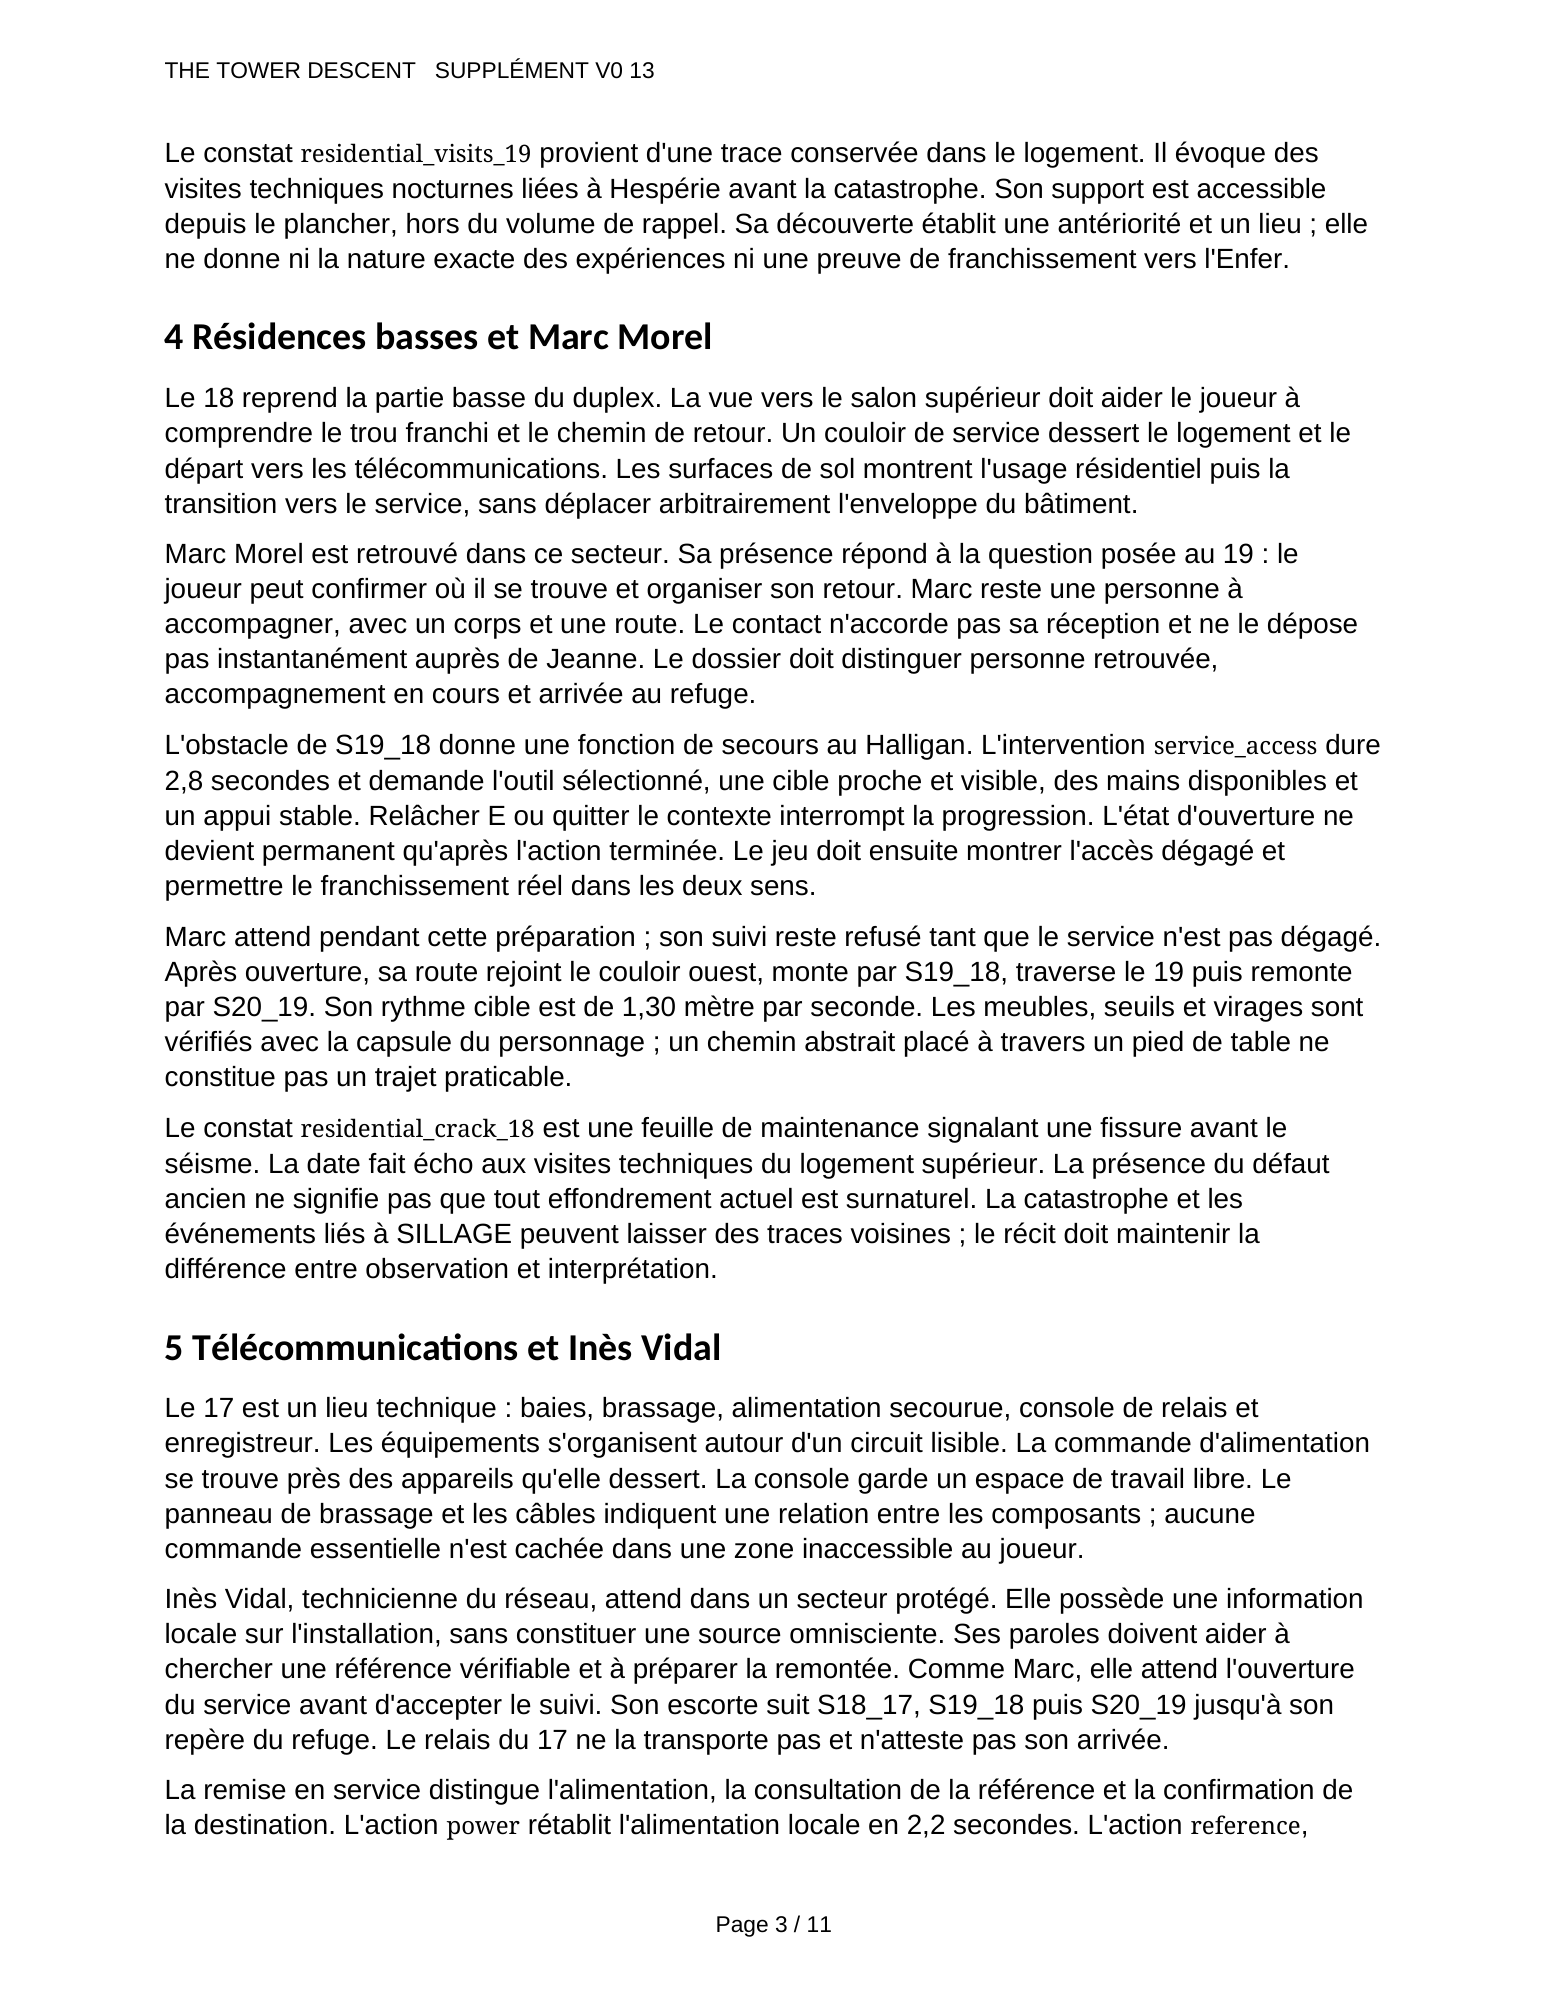 THE TOWER DESCENT   SUPPLÉMENT V0 13
Le constat residential_visits_19 provient d'une trace conservée dans le logement. Il évoque des
visites techniques nocturnes liées à Hespérie avant la catastrophe. Son support est accessible
depuis le plancher, hors du volume de rappel. Sa découverte établit une antériorité et un lieu ; elle
ne donne ni la nature exacte des expériences ni une preuve de franchissement vers l'Enfer.
4 Résidences basses et Marc Morel
Le 18 reprend la partie basse du duplex. La vue vers le salon supérieur doit aider le joueur à
comprendre le trou franchi et le chemin de retour. Un couloir de service dessert le logement et le
départ vers les télécommunications. Les surfaces de sol montrent l'usage résidentiel puis la
transition vers le service, sans déplacer arbitrairement l'enveloppe du bâtiment.
Marc Morel est retrouvé dans ce secteur. Sa présence répond à la question posée au 19 : le
joueur peut confirmer où il se trouve et organiser son retour. Marc reste une personne à
accompagner, avec un corps et une route. Le contact n'accorde pas sa réception et ne le dépose
pas instantanément auprès de Jeanne. Le dossier doit distinguer personne retrouvée,
accompagnement en cours et arrivée au refuge.
L'obstacle de S19_18 donne une fonction de secours au Halligan. L'intervention service_access dure
2,8 secondes et demande l'outil sélectionné, une cible proche et visible, des mains disponibles et
un appui stable. Relâcher E ou quitter le contexte interrompt la progression. L'état d'ouverture ne
devient permanent qu'après l'action terminée. Le jeu doit ensuite montrer l'accès dégagé et
permettre le franchissement réel dans les deux sens.
Marc attend pendant cette préparation ; son suivi reste refusé tant que le service n'est pas dégagé.
Après ouverture, sa route rejoint le couloir ouest, monte par S19_18, traverse le 19 puis remonte
par S20_19. Son rythme cible est de 1,30 mètre par seconde. Les meubles, seuils et virages sont
vérifiés avec la capsule du personnage ; un chemin abstrait placé à travers un pied de table ne
constitue pas un trajet praticable.
Le constat residential_crack_18 est une feuille de maintenance signalant une fissure avant le
séisme. La date fait écho aux visites techniques du logement supérieur. La présence du défaut
ancien ne signifie pas que tout effondrement actuel est surnaturel. La catastrophe et les
événements liés à SILLAGE peuvent laisser des traces voisines ; le récit doit maintenir la
différence entre observation et interprétation.
5 Télécommunications et Inès Vidal
Le 17 est un lieu technique : baies, brassage, alimentation secourue, console de relais et
enregistreur. Les équipements s'organisent autour d'un circuit lisible. La commande d'alimentation
se trouve près des appareils qu'elle dessert. La console garde un espace de travail libre. Le
panneau de brassage et les câbles indiquent une relation entre les composants ; aucune
commande essentielle n'est cachée dans une zone inaccessible au joueur.
Inès Vidal, technicienne du réseau, attend dans un secteur protégé. Elle possède une information
locale sur l'installation, sans constituer une source omnisciente. Ses paroles doivent aider à
chercher une référence vérifiable et à préparer la remontée. Comme Marc, elle attend l'ouverture
du service avant d'accepter le suivi. Son escorte suit S18_17, S19_18 puis S20_19 jusqu'à son
repère du refuge. Le relais du 17 ne la transporte pas et n'atteste pas son arrivée.
La remise en service distingue l'alimentation, la consultation de la référence et la confirmation de
la destination. L'action power rétablit l'alimentation locale en 2,2 secondes. L'action reference,
Page 3 / 11